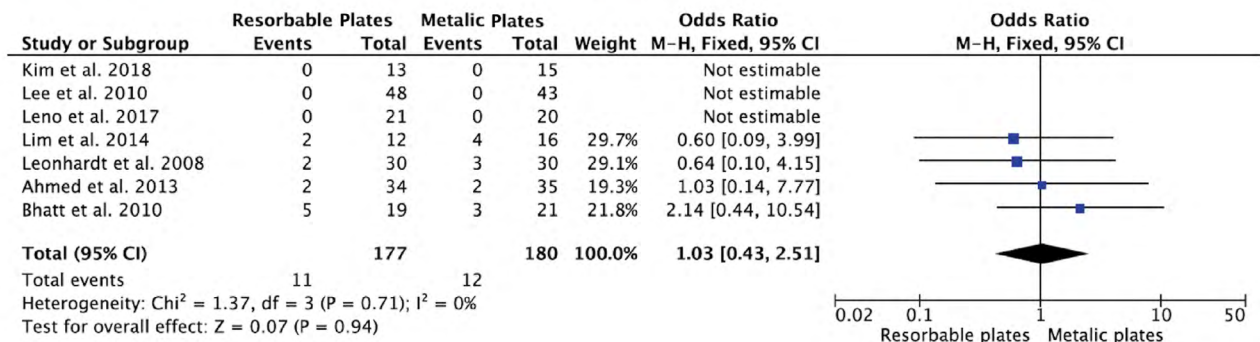 Resorbable Plates Metalic Plates Odds Ratio Odds Ratio
Study or Subgroup Events Total Events Total Weight M-H, Fixed, 95% CI M-H, Fixed, 95% CI
Kim et al. 2018 0 13 0 15 Not estimable
Lee et al. 2010 0 48 0 43 Not estimable
Leno et al. 2017 0 21 0 20 Not estimable
Lim et al. 2014 2 12 4 16 29.7% 0.60 [0.09, 3.99]
Leonhardt et al. 2008 2 30 3 30 29.1% 0.64 [0.10, 4.15]
Ahmed et al. 2013 2 34 2 35 19.3% 1.03 [0.14, 7.77]
Bhatt et al. 2010 5 19 3 21 21.8% 2.14 [0.44, 10.54]
Total (95% CI) 177 180 100.0% 1.03 [0.43, 2.51]
Total events 11 12
Heterogeneity: Chi² = 1.37, df = 3 (P = 0.71); I² = 0%
Test for overall effect: Z = 0.07 (P = 0.94)
0.02 0.1 1 10 50
Resorbable plates Metalic plates